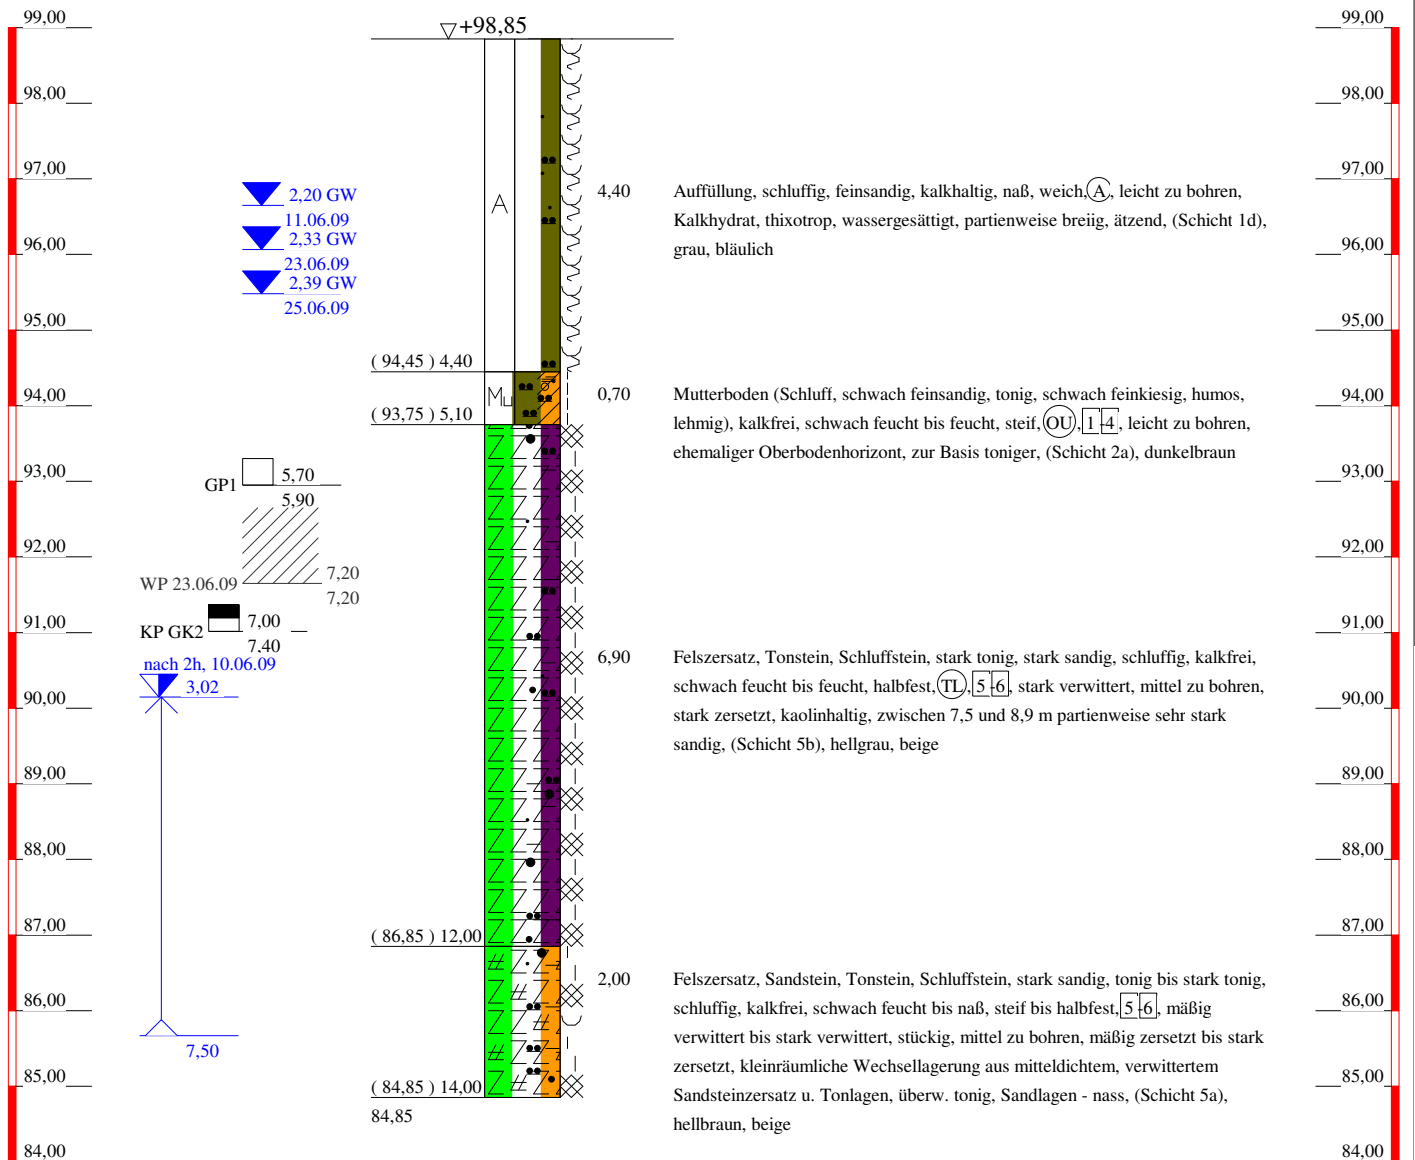 99,00
98,00
97,00
96,00
95,00
94,00
93,00
92,00
91,00
90,00
89,00
88,00
87,00
86,00
85,00
84,00
2,20 GW
11.06.09
2,33 GW
23.06.09
2,39 GW
25.06.09
GP1
5,70
5,90
WP 23.06.09
7,20
7,20
KP GK2
7,00
7,40
nach 2h, 10.06.09
3,02
7,50
+98,85
A
( 94,45 ) 4,40
Mu
( 93,75 ) 5,10
( 86,85 ) 12,00
( 84,85 ) 14,00
84,85
4,40
Auffüllung, schluffig, feinsandig, kalkhaltig, naß, weich, A, leicht zu bohren,
Kalkhydrat, thixotrop, wassergesättigt, partienweise breiig, ätzend, (Schicht 1d),
grau, bläulich
0,70
Mutterboden (Schluff, schwach feinsandig, tonig, schwach feinkiesig, humos,
lehmig), kalkfrei, schwach feucht bis feucht, steif, OU, 1-4, leicht zu bohren,
ehemaliger Oberbodenhorizont, zur Basis toniger, (Schicht 2a), dunkelbraun
6,90
Felszersatz, Tonstein, Schluffstein, stark tonig, stark sandig, schluffig, kalkfrei,
schwach feucht bis feucht, halbfest, TL, 5-6, stark verwittert, mittel zu bohren,
stark zersetzt, kaolinhaltig, zwischen 7,5 und 8,9 m partienweise sehr stark
sandig, (Schicht 5b), hellgrau, beige
2,00
Felszersatz, Sandstein, Tonstein, Schluffstein, stark sandig, tonig bis stark tonig,
schluffig, kalkfrei, schwach feucht bis naß, steif bis halbfest, 5-6, mäßig
verwittert bis stark verwittert, stückig, mittel zu bohren, mäßig zersetzt bis stark
zersetzt, kleinräumliche Wechsellagerung aus mitteldichtem, verwittertem
Sandsteinzersatz u. Tonlagen, überw. tonig, Sandlagen - nass, (Schicht 5a),
hellbraun, beige
99,00
98,00
97,00
96,00
95,00
94,00
93,00
92,00
91,00
90,00
89,00
88,00
87,00
86,00
85,00
84,00